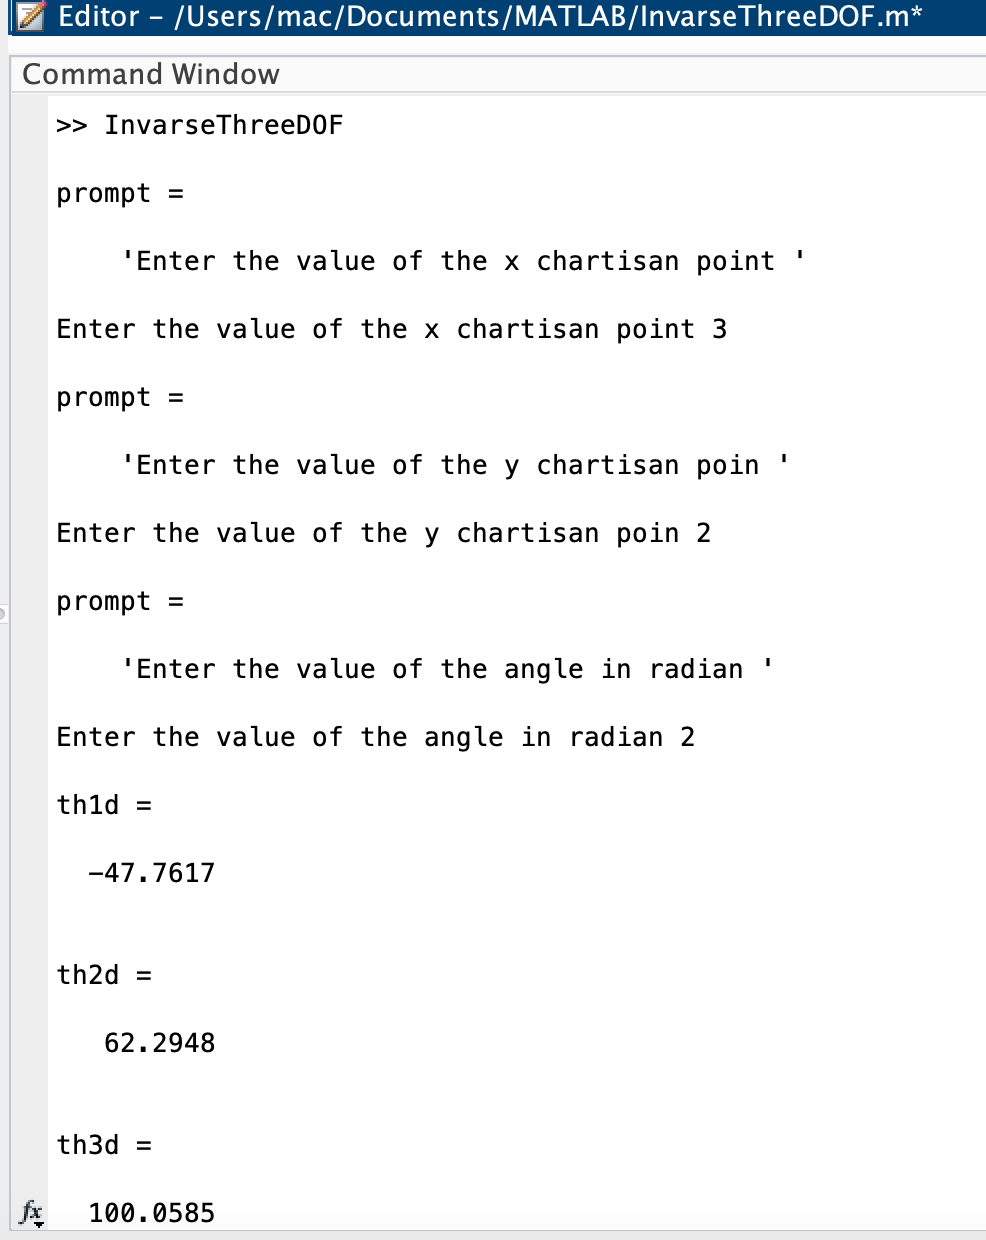 Editor – /Users/mac/Documents/MATLAB/InvarseThreeDOF.m*
Command Window
>> InvarseThreeDOF
prompt =
'Enter the value of the x chartisan point '
Enter the value of the x chartisan point 3
prompt =
'Enter the value of the y chartisan poin '
Enter the value of the y chartisan poin 2
prompt =
'Enter the value of the angle in radian '
Enter the value of the angle in radian 2
th1d =
-47.7617
th2d =
62.2948
th3d =
fx 100.0585